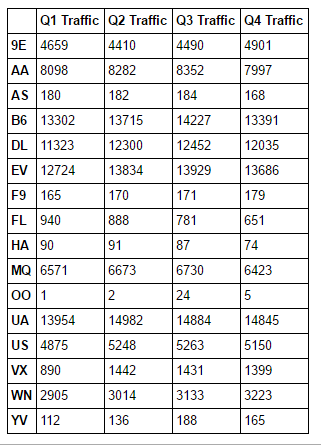 Q1 Traffic Q2 Traffic Q3 Traffic Q4 Traffic
9E 4659 4410 4490 4901
AA 8098 8282 8352 7997
AS 180 182 184 168
B6 13302 13715 14227 13391
DL 11323 12300 12452 12035
EV 12724 13834 13929 13686
F9 165 170 171 179
FL 940 888 781 651
HA 90 91 87 74
MQ 6571 6673 6730 6423
OO 1 2 24 5
UA 13954 14982 14884 14845
US 4875 5248 5263 5150
VX 890 1442 1431 1399
WN 2905 3014 3133 3223
YV 112 136 188 165